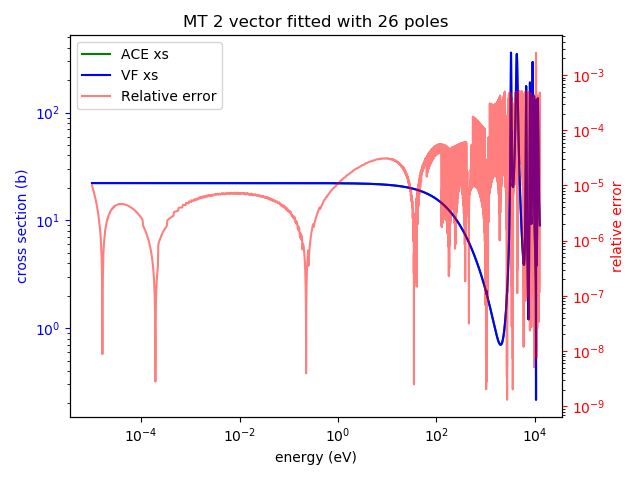 MT 2 vector fitted with 26 poles
ACE xs
VF xs
Relative error
cross section (b)
10²
10¹
10⁰
relative error
10⁻³
10⁻⁴
10⁻⁵
10⁻⁶
10⁻⁷
10⁻⁸
10⁻⁹
10⁻⁴ 10⁻² 10⁰ 10² 10⁴
energy (eV)